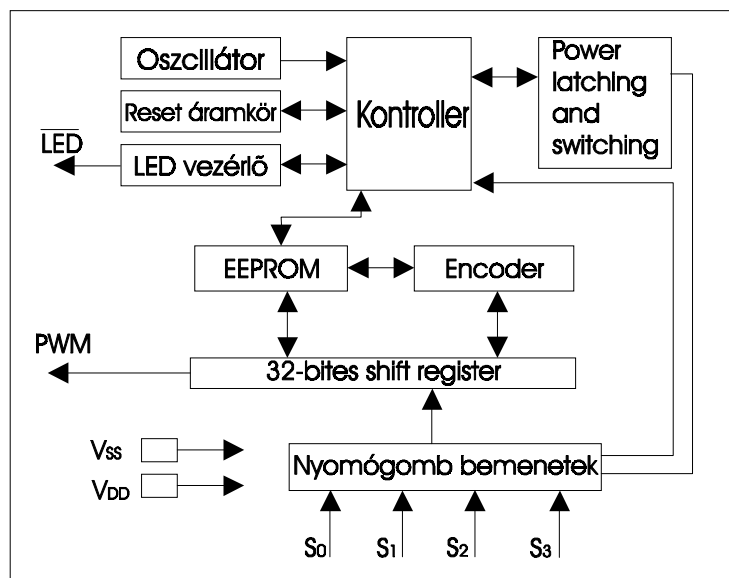 Oszcillátor
Reset áramkör
LED
LED vezérlő
Kontroller
Power
latching
and
switching
EEPROM
Encoder
PWM
32-bites shift register
VSS
VDD
Nyomógomb bemenetek
S0
S1
S2
S3